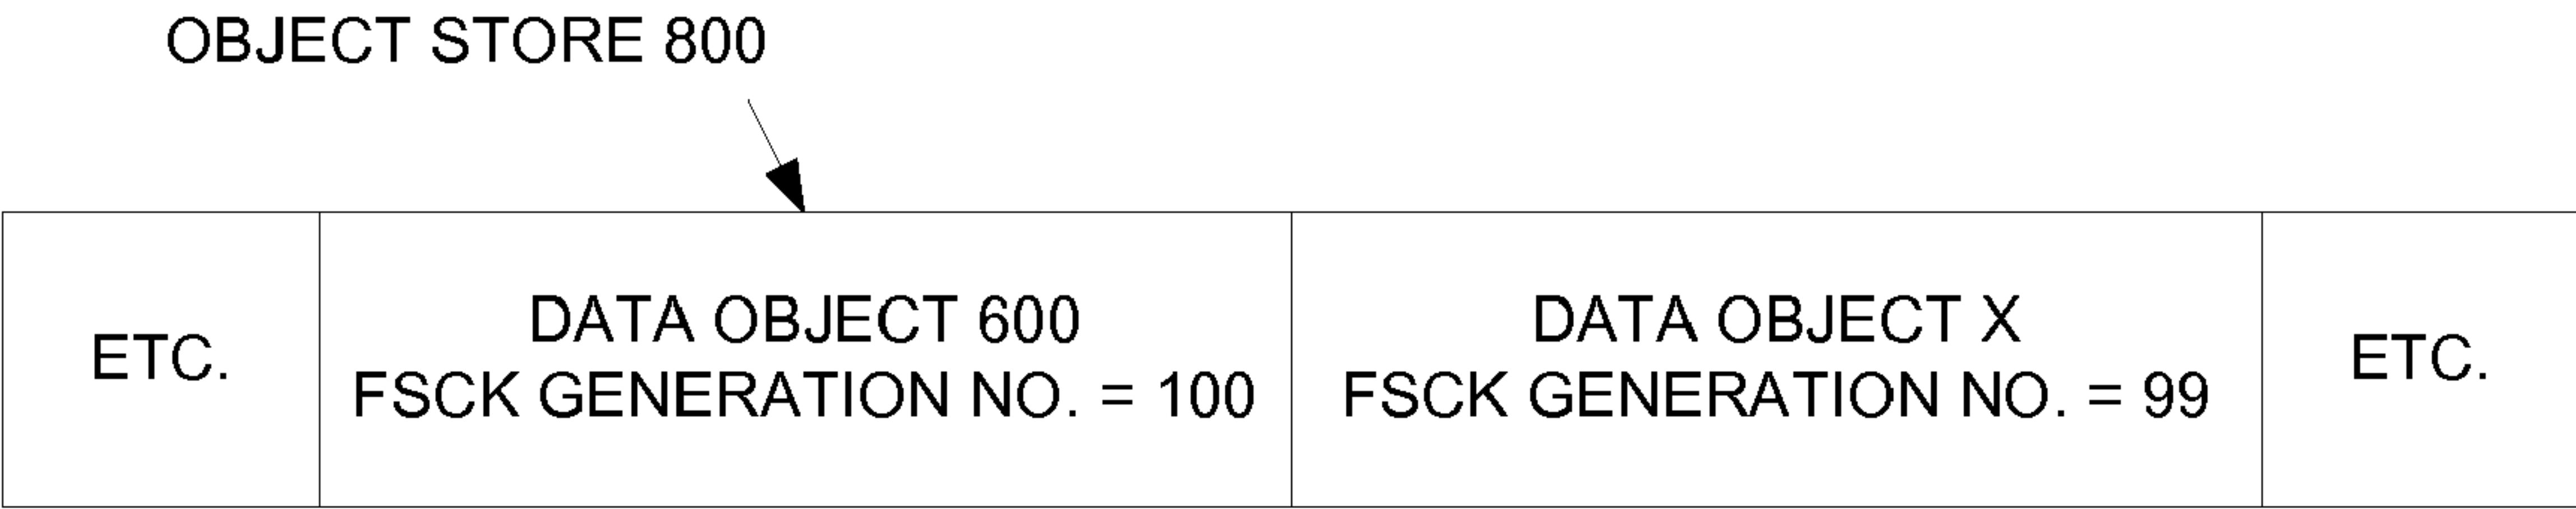 OBJECT STORE 800
ETC.
DATA OBJECT 600
FSCK GENERATION NO. = 100
DATA OBJECT X
FSCK GENERATION NO. = 99
ETC.